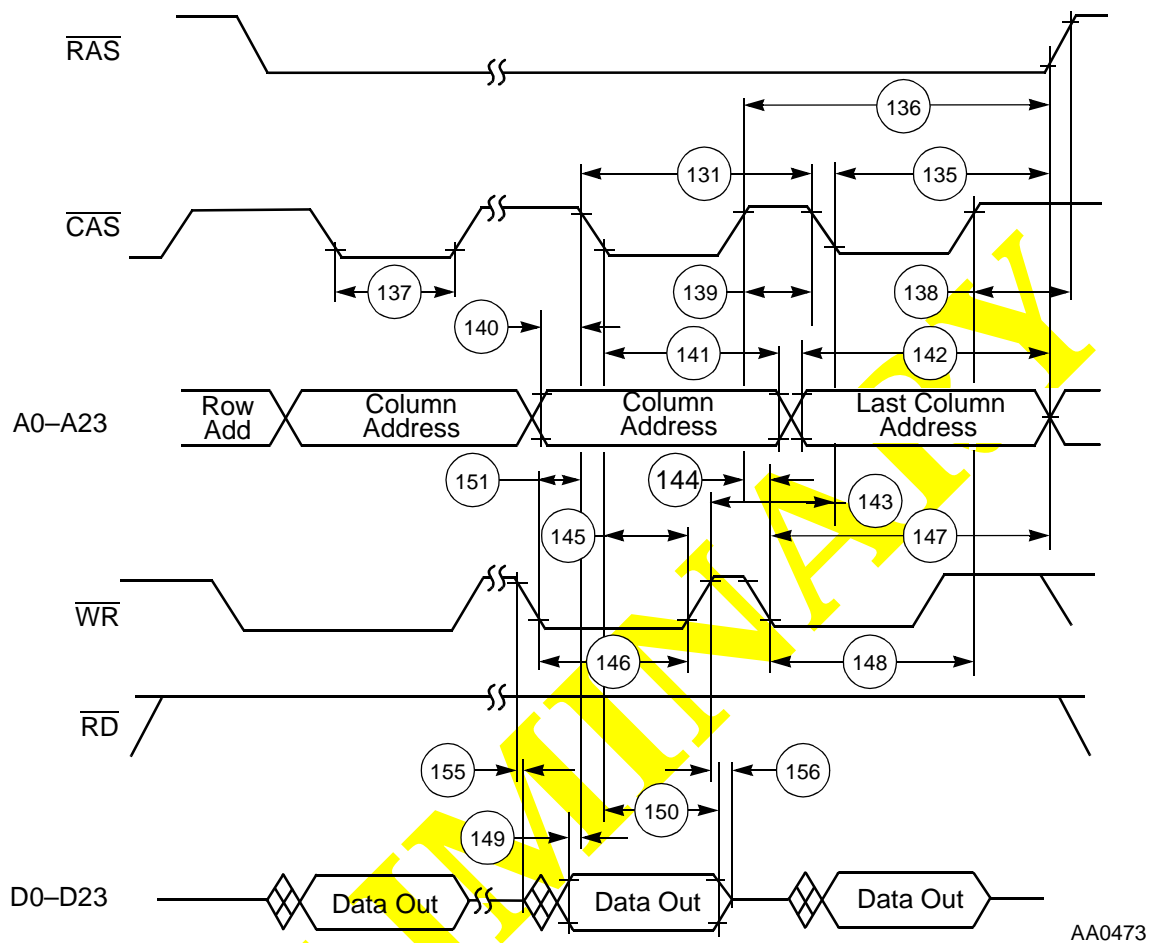 RAS
136
131
135
CAS
137
139
138
140
141
142
A0–A23
Row
Add
Column
Address
Column
Address
Last Column
Address
151
144
143
145
147
WR
146
148
RD
155
156
150
149
D0–D23
Data Out
Data Out
Data Out
AA0473